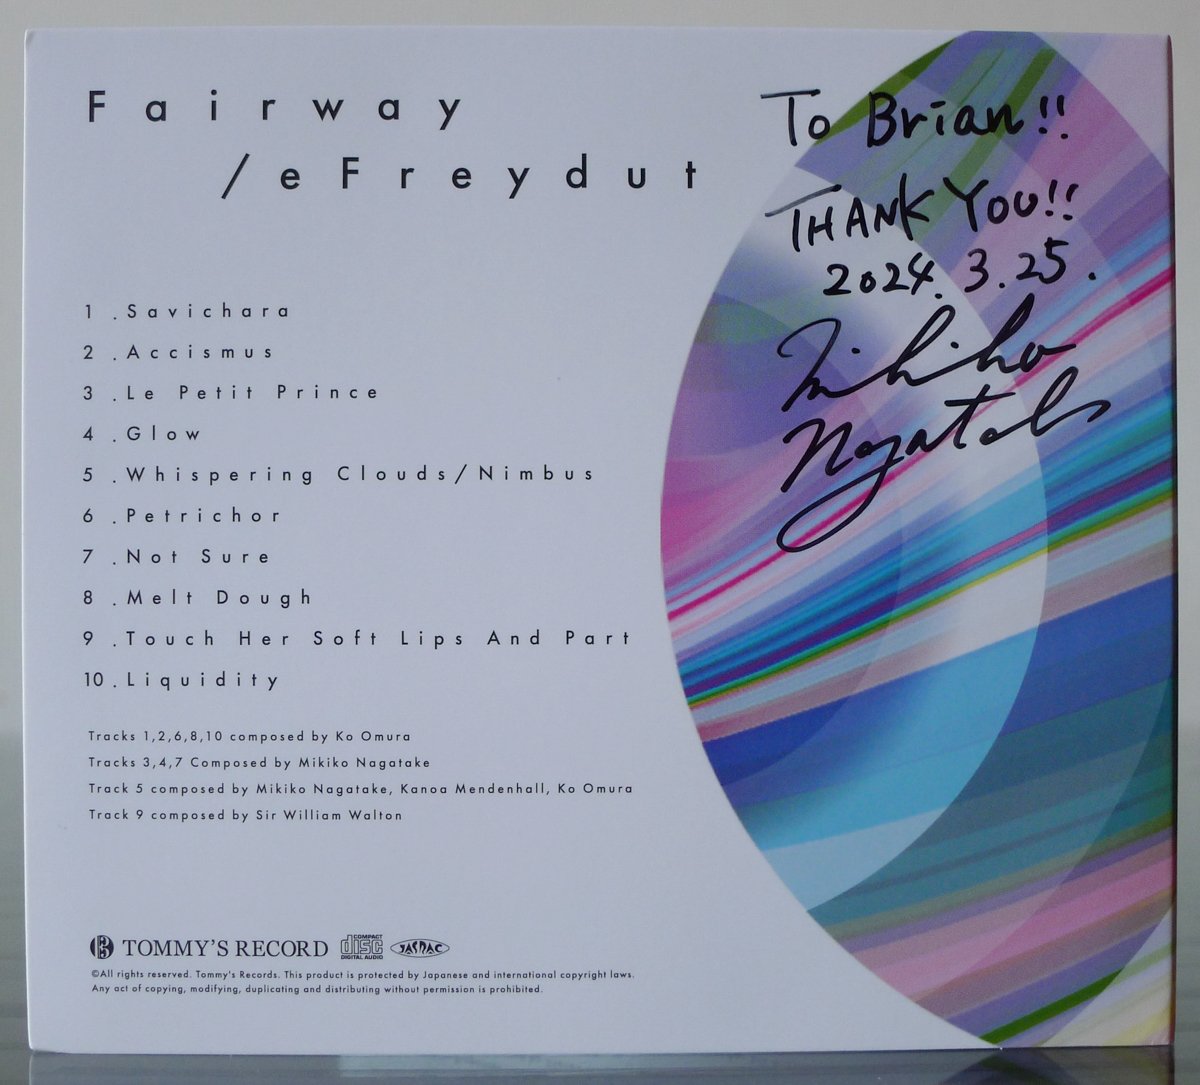 Fairway
/eFreydut
To Brian!!
THANK YOU!!
2024.3.25.
Mikiko
Nagatake
1.Savichara
2.Accismus
3.Le Petit Prince
4.Glow
5.Whispering Clouds/Nimbus
6.Petrichor
7.Not Sure
8.Melt Dough
9.Touch Her Soft Lips And Part
10.Liquidity
Tracks 1,2,6,8,10 composed by Ko Omura
Tracks 3,4,7 Composed by Mikiko Nagatake
Track 5 composed by Mikiko Nagatake, Kanoa Mendenhall, Ko Omura
Track 9 composed by Sir William Walton
TOMMY'S RECORD
COMPACT
disc
DIGITAL AUDIO
JASRAC
©All rights reserved. Tommy's Records. This product is protected by Japanese and international copyright laws.
Any act of copying, modifying, duplicating and distributing without permission is prohibited.